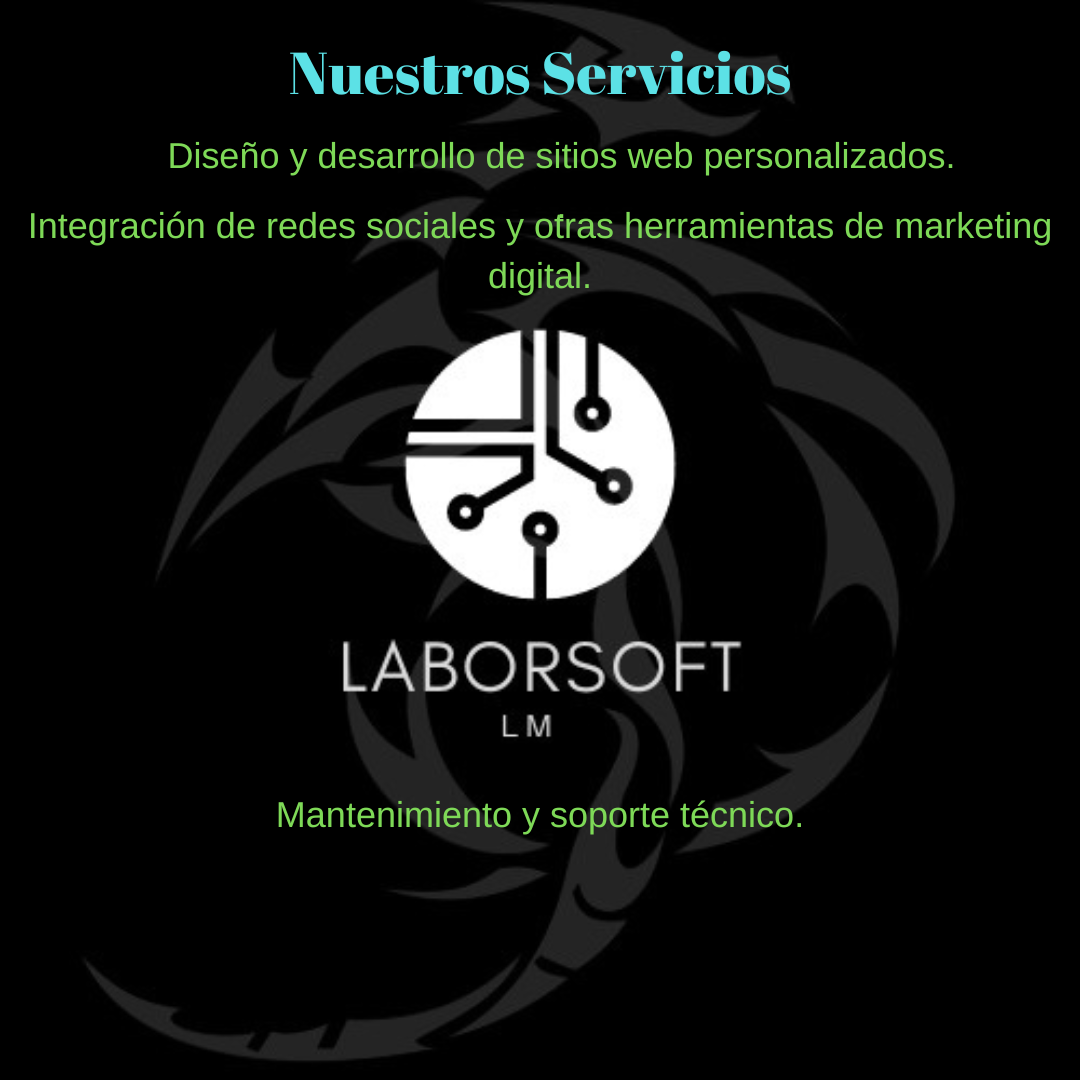 Nuestros Servicios
Diseño y desarrollo de sitios web personalizados.
Integración de redes sociales y otras herramientas de marketing
digital.
LABORSOFT
LM
Mantenimiento y soporte técnico.